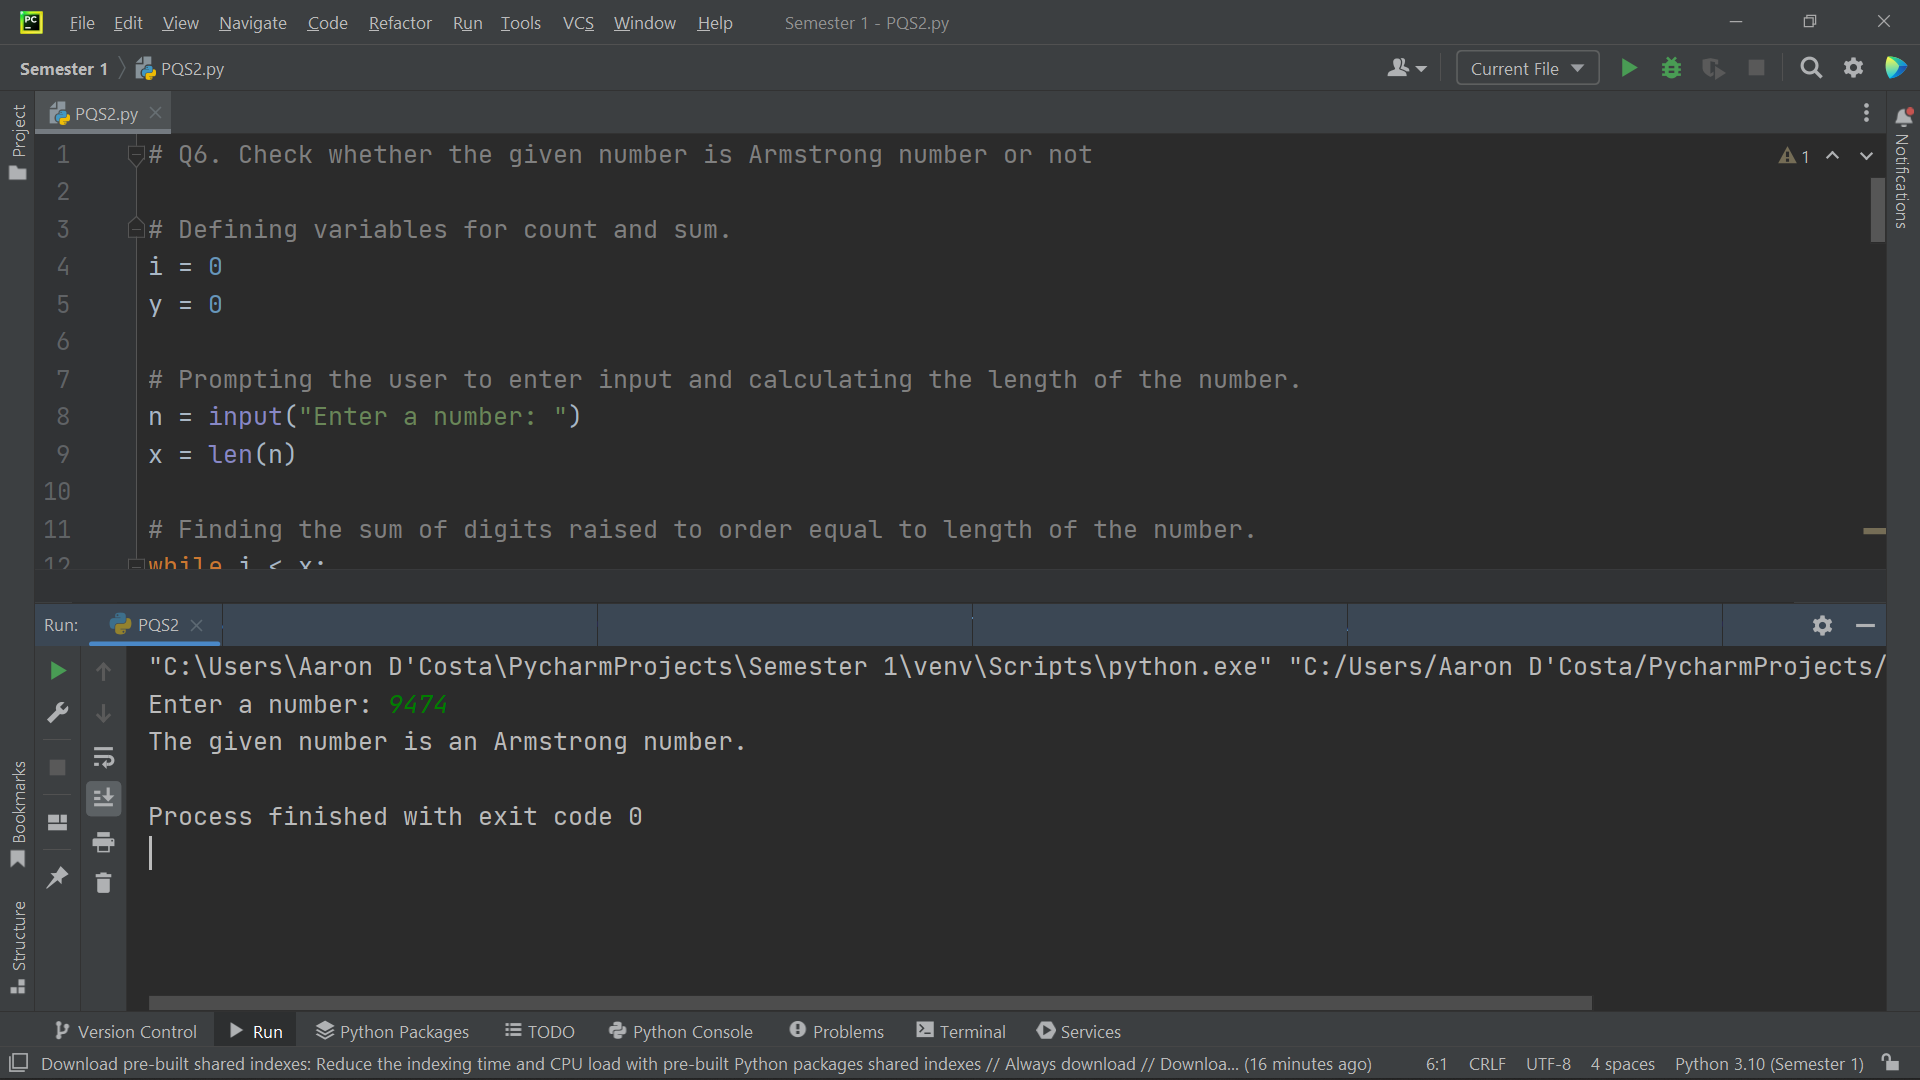 PC File Edit View Navigate Code Refactor Run Tools VCS Window Help Semester 1 - PQS2.py
Semester 1 PQS2.py Current File
PQS2.py
Project
Notifications
1 # Q6. Check whether the given number is Armstrong number or not 1
2
3 # Defining variables for count and sum.
4 i = 0
5 y = 0
6
7 # Prompting the user to enter input and calculating the length of the number.
8 n = input("Enter a number: ")
9 x = len(n)
10
11 # Finding the sum of digits raised to order equal to length of the number.
12 while i < x:
Run: PQS2
"C:\Users\Aaron D'Costa\PycharmProjects\Semester 1\venv\Scripts\python.exe" "C:/Users/Aaron D'Costa/PycharmProjects/
Enter a number: 9474
The given number is an Armstrong number.
Process finished with exit code 0
Bookmarks
Structure
Version Control Run Python Packages TODO Python Console Problems Terminal Services
Download pre-built shared indexes: Reduce the indexing time and CPU load with pre-built Python packages shared indexes // Always download // Downloa... (16 minutes ago) 6:1 CRLF UTF-8 4 spaces Python 3.10 (Semester 1)